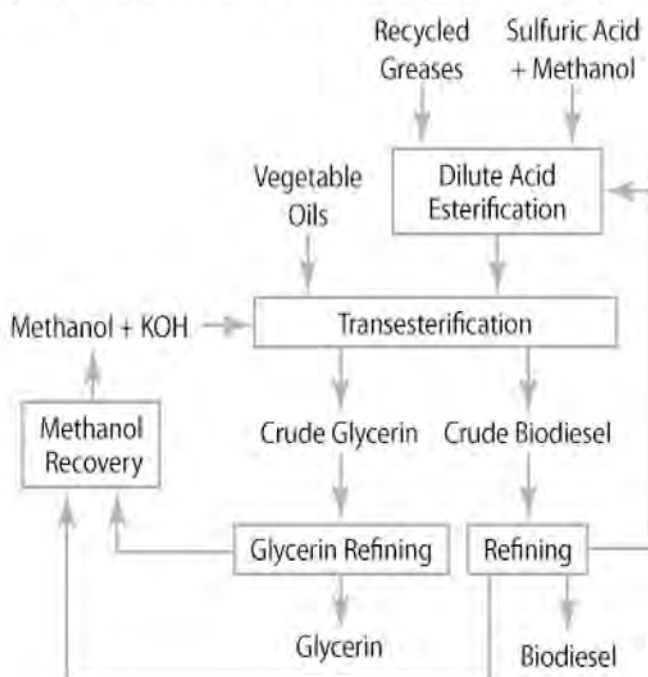 Recycled
Greases
Sulfuric Acid
+ Methanol
Dilute Acid
Esterification
Vegetable
Oils
Methanol + KOH
Transesterification
Methanol
Recovery
Crude Glycerin
Crude Biodiesel
Glycerin Refining
Refining
Glycerin
Biodiesel